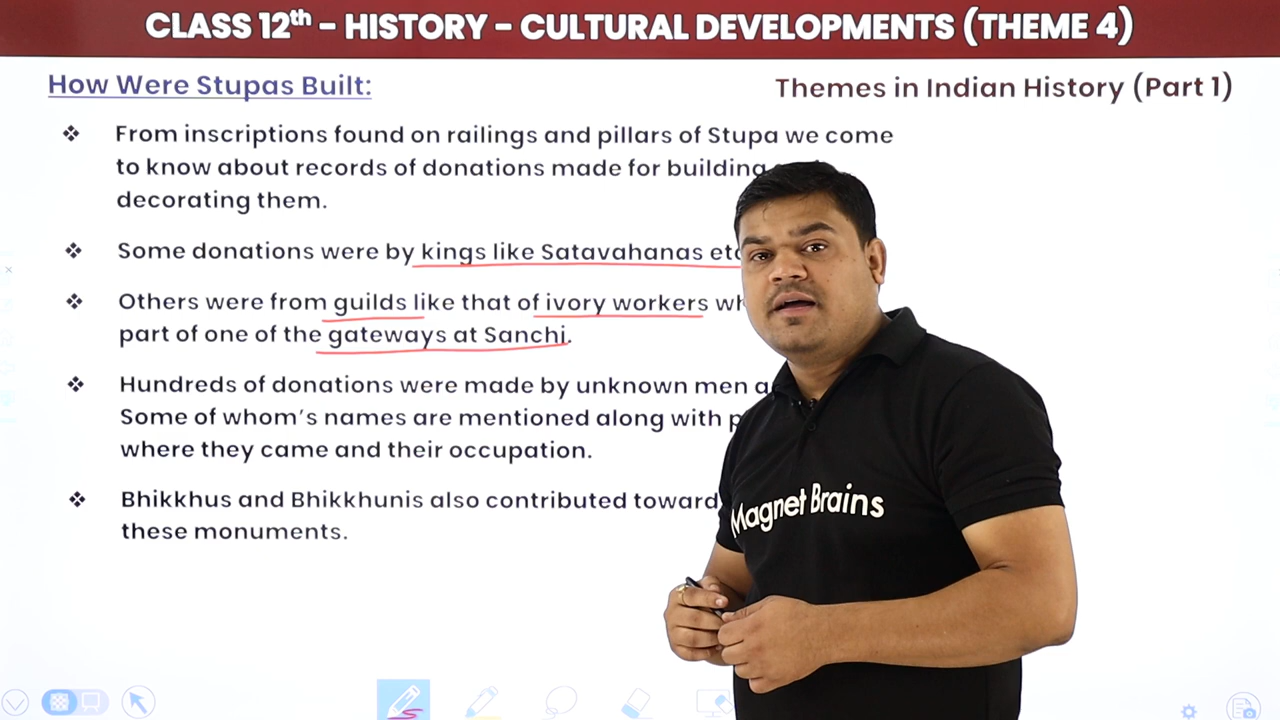 CLASS 12th – HISTORY – CULTURAL DEVELOPMENTS (THEME 4)
How Were Stupas Built:
Themes in Indian History (Part 1)
❖ From inscriptions found on railings and pillars of Stupa we come
to know about records of donations made for building
decorating them.
❖ Some donations were by kings like Satavahanas etc
❖ Others were from guilds like that of ivory workers
part of one of the gateways at Sanchi.
❖ Hundreds of donations were made by unknown men
Some of whom's names are mentioned along with
where they came and their occupation.
❖ Bhikkhus and Bhikkhunis also contributed toward
these monuments.
Magnet Brains